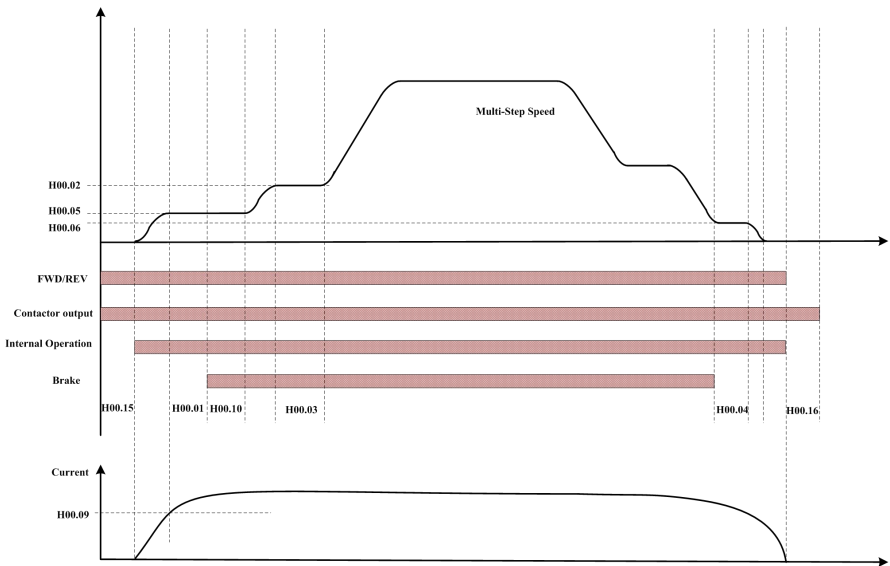 Multi-Step Speed
H00.02
H00.05
H00.06
FWD/REV
Contactor output
Internal Operation
Brake
H00.15 H00.01 H00.10 H00.03 H00.04 H00.16
Current
H00.09